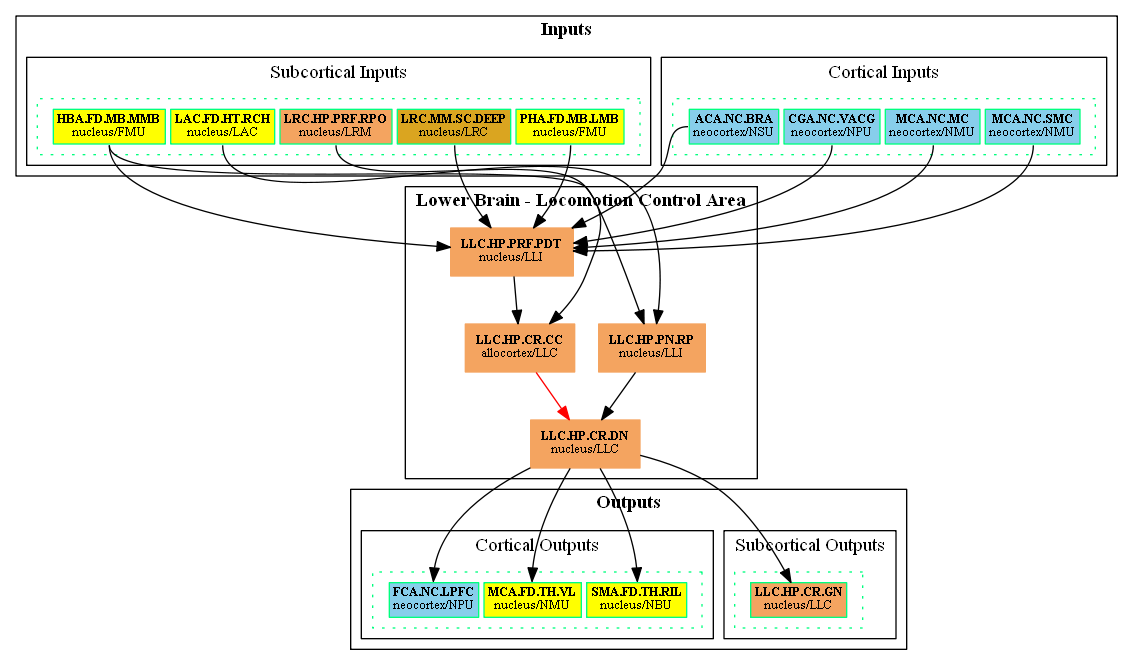 Inputs
Subcortical Inputs
Cortical Inputs
HBA.FD.MB.MMB
nucleus/FMU
LAC.FD.HT.RCH
nucleus/LAC
LRC.HP.PRF.RPO
nucleus/LRM
LRC.MM.SC.DEEP
nucleus/LRC
PHA.FD.MB.LMB
nucleus/FMU
ACA.NC.BRA
neocortex/NSU
CGA.NC.VACG
neocortex/NPU
MCA.NC.MC
neocortex/NMU
MCA.NC.SMC
neocortex/NMU
Lower Brain - Locomotion Control Area
LLC.HP.PRF.PDT
nucleus/LLI
LLC.HP.CR.CC
allocortex/LLC
LLC.HP.PN.RP
nucleus/LLI
LLC.HP.CR.DN
nucleus/LLC
Outputs
Cortical Outputs
Subcortical Outputs
FCA.NC.LPFC
neocortex/NPU
MCA.FD.TH.VL
nucleus/NMU
SMA.FD.TH.RIL
nucleus/NBU
LLC.HP.CR.GN
nucleus/LLC